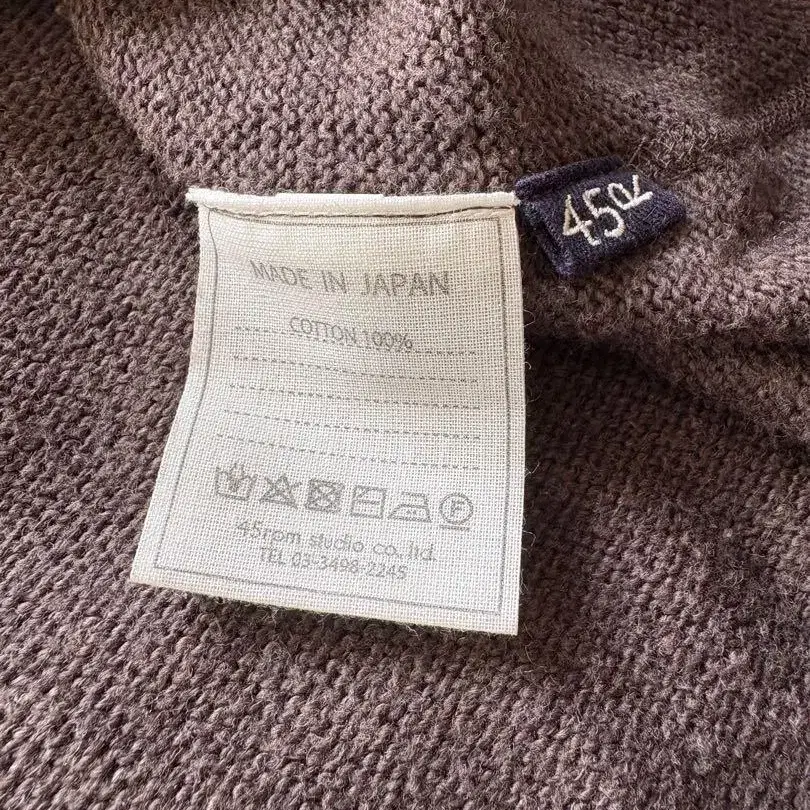 45R
MADE IN JAPAN
COTTON 100%
F
45rpm studio co. ltd.
TEL 03-3498-2245